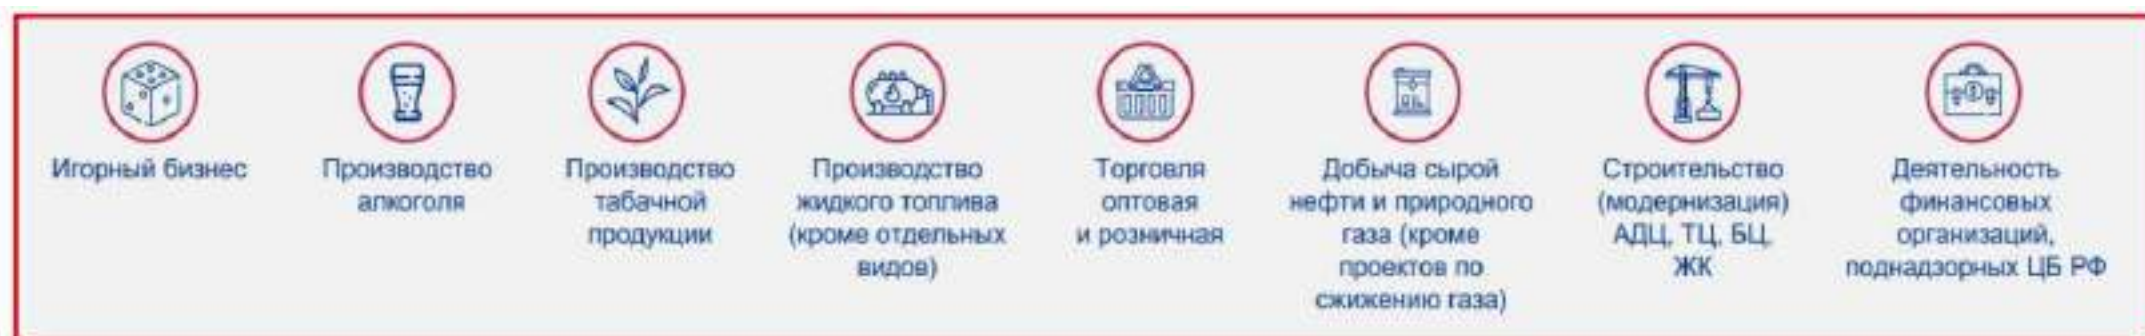 Игорный бизнес
Производство
алкоголя
Производство
табачной
продукции
Производство
жидкого топлива
(кроме отдельных
видов)
Торговля
оптовая
и розничная
Добыча сырой
нефти и природного
газа (кроме
проектов по
сжижению газа)
Строительство
(модернизация)
АДЦ, ТЦ, БЦ,
ЖК
Деятельность
финансовых
организаций,
поднадзорных ЦБ РФ